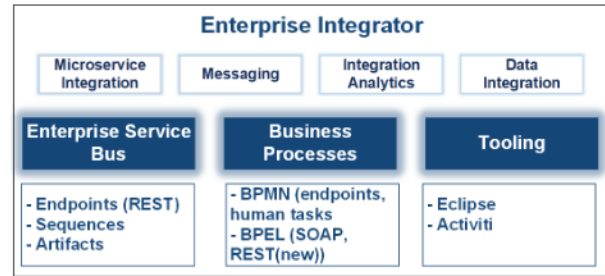 Enterprise Integrator
Microservice
Integration
Messaging
Integration
Analytics
Data
Integration
Enterprise Service
Bus
Business
Processes
Tooling
- Endpoints (REST)
- Sequences
- Artifacts
- BPMN (endpoints,
human tasks
- BPEL (SOAP,
REST(new))
- Eclipse
- Activiti